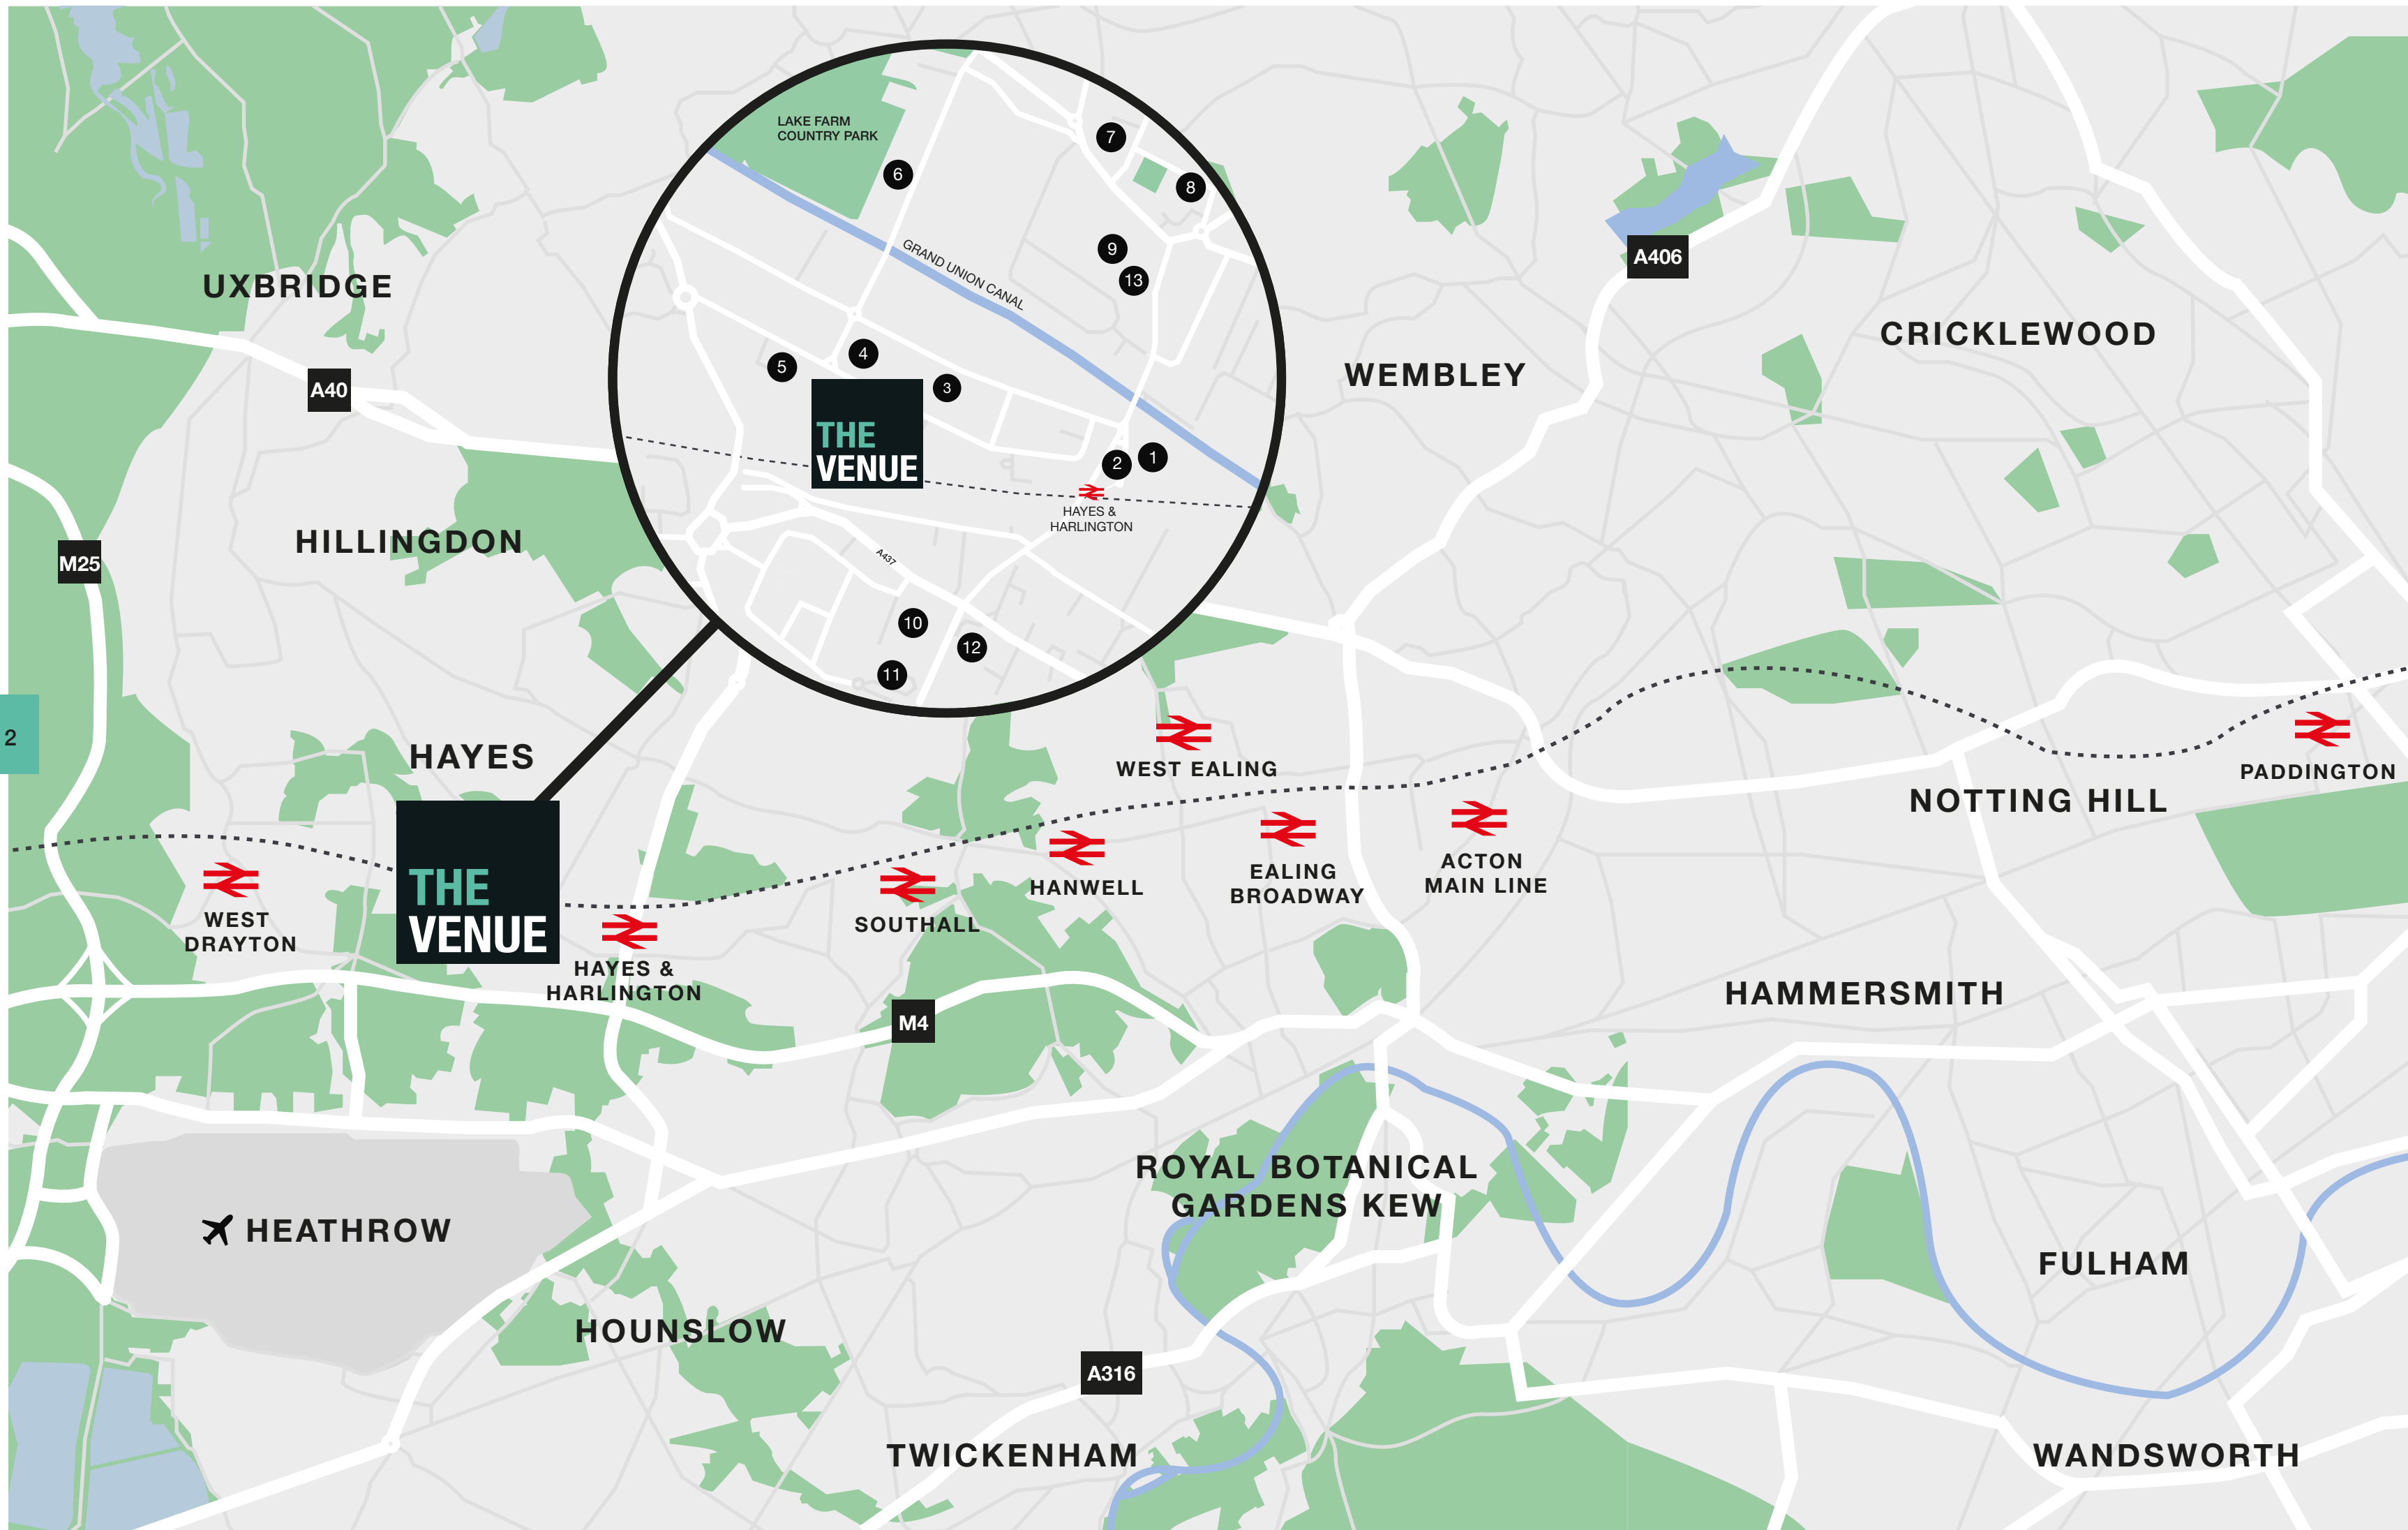 LAKE FARM
COUNTRY PARK
7
6
8
GRAND UNION CANAL
9
13
A406
UXBRIDGE
CRICKLEWOOD
4
5
WEMBLEY
3
A40
THE
VENUE
2
1
HAYES &
HARLINGTON
HILLINGDON
M25
A437
10
12
11
2
HAYES
WEST EALING
PADDINGTON
NOTTING HILL
THE
VENUE
WEST
DRAYTON
HAYES &
HARLINGTON
SOUTHALL
HANWELL
EALING
BROADWAY
ACTON
MAIN LINE
HAMMERSMITH
M4
ROYAL BOTANICAL
GARDENS KEW
HEATHROW
FULHAM
HOUNSLOW
A316
TWICKENHAM
WANDSWORTH